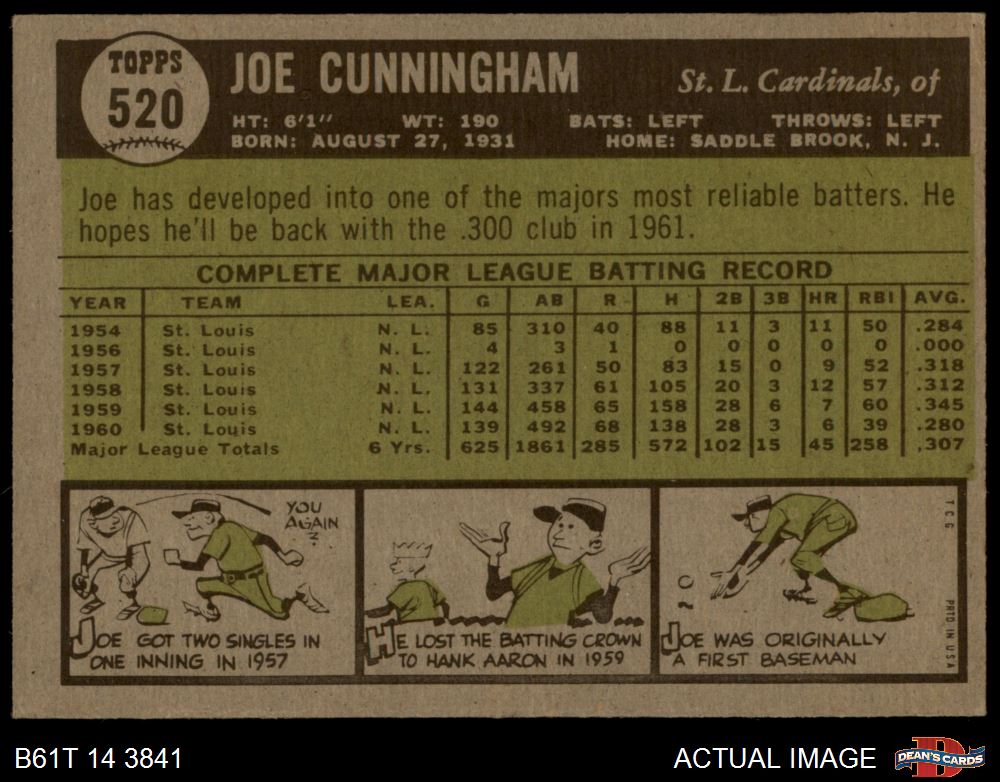 TOPPS
520
JOE CUNNINGHAM
St. L. Cardinals, of
HT: 6'1" WT: 190 BATS: LEFT THROWS: LEFT
BORN: AUGUST 27, 1931 HOME: SADDLE BROOK, N. J.
Joe has developed into one of the majors most reliable batters. He
hopes he'll be back with the .300 club in 1961.
COMPLETE MAJOR LEAGUE BATTING RECORD
YEAR TEAM LEA. G AB R H 2B 3B HR RBI AVG.
1954 St. Louis N. L. 85 310 40 88 11 3 11 50 .284
1956 St. Louis N. L. 4 3 1 0 0 0 0 0 .000
1957 St. Louis N. L. 122 261 50 83 15 0 9 52 .318
1958 St. Louis N. L. 131 337 61 105 20 3 12 57 .312
1959 St. Louis N. L. 144 458 65 158 28 6 7 60 .345
1960 St. Louis N. L. 139 492 68 138 28 3 6 39 .280
Major League Totals 6 Yrs. 625 1861 285 572 102 15 45 258 .307
YOU
AGAIN
?
JOE GOT TWO SINGLES IN
ONE INNING IN 1957
HE LOST THE BATTING CROWN
TO HANK AARON IN 1959
JOE WAS ORIGINALLY
A FIRST BASEMAN
T C G
PRTD IN USA
B61T 14 3841
ACTUAL IMAGE
D
DEAN'S CARDS